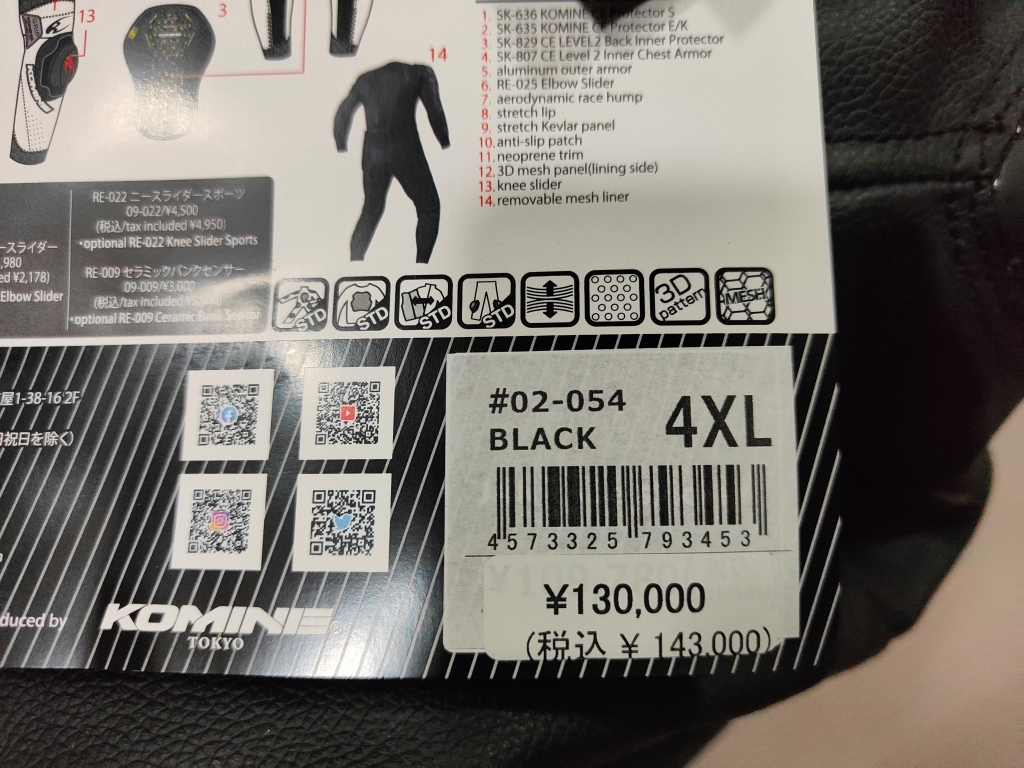 13
3
14
1. SK-636 KOMINE CE Protector S
2. SK-635 KOMINE CE Protector E/K
3 SK-829 CE LEVEL2 Back Inner Protector
4. SK-807 CE Level 2 Inner Chest Armor
5. aluminum outer armor
6. RE-025 Elbow Slider
7. aerodynamic race hump
8. stretch lip
9. stretch Kevlar panel
10. anti-slip patch
11. neoprene trim
12. 3D mesh panel(lining side)
13. knee slider
14. removable mesh liner
RE-022 ニースライダースポーツ
09-022/¥4,500
(税込/tax included ¥4,950)
•optional RE-022 Knee Slider Sports
RE-009 セラミックバンクセンサー
09-009/¥3,000
(税込/tax included
•optional RE-009 Ceramic Bank Sensor
ースライダー
,980
ed ¥2,178)
Elbow Slider
STD
STD
STD
STD
3D
pattern
MESH
屋1-38-16 2F
祝日を除く)
duced by
KOMINE
TOKYO
#02-054
BLACK
4XL
4573325 793453
¥130,000
(税込 ¥ 143,000)